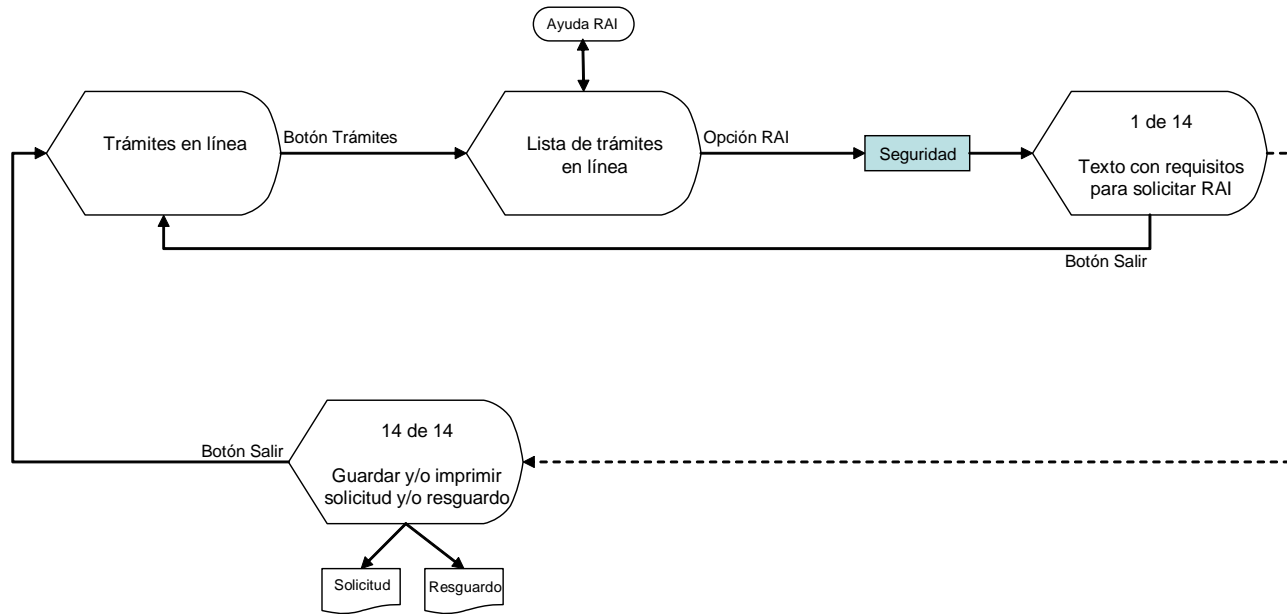 Ayuda RAI
Trámites en línea
Botón Trámites
Lista de trámites
en línea
Opción RAI
Seguridad
1 de 14
Texto con requisitos
para solicitar RAI
Botón Salir
14 de 14
Guardar y/o imprimir
solicitud y/o resguardo
Botón Salir
Solicitud
Resguardo